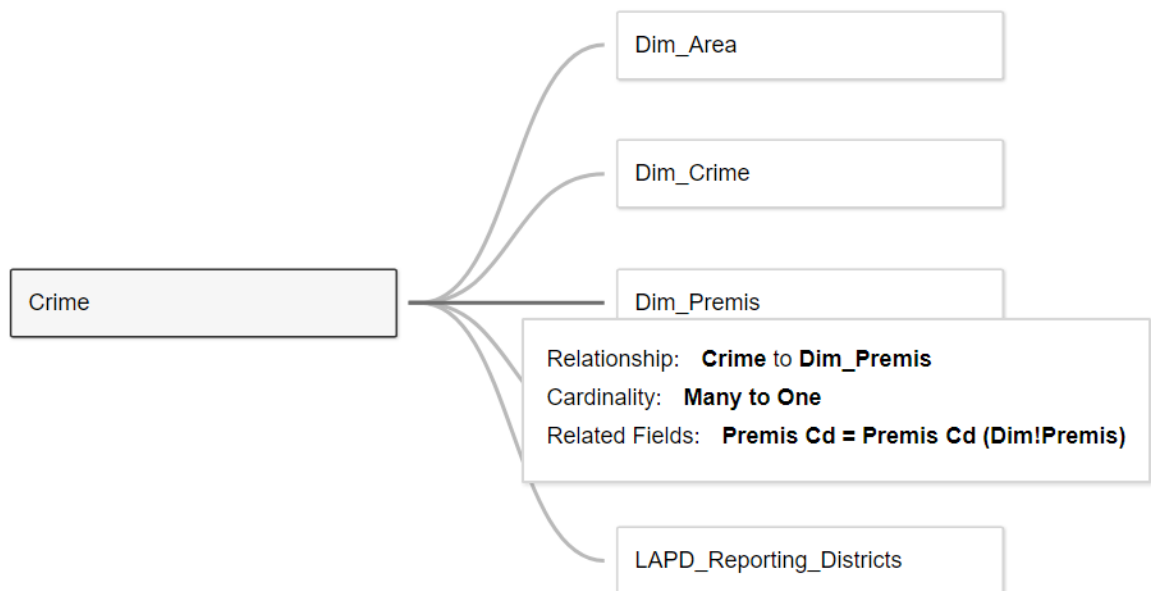 Dim_Area
Dim_Crime
Crime
Dim_Premis
Relationship: Crime to Dim_Premis
Cardinality: Many to One
Related Fields: Premis Cd = Premis Cd (Dim!Premis)
LAPD_Reporting_Districts